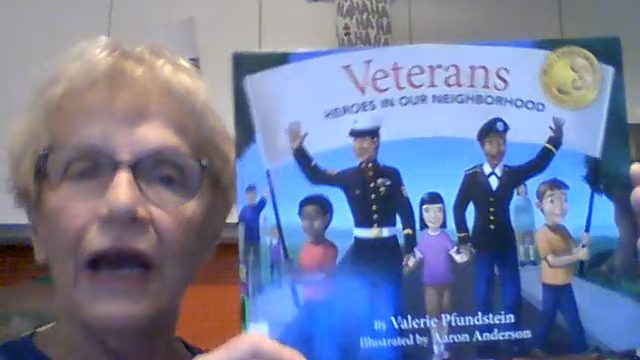 Veterans
HEROES IN OUR NEIGHBORHOOD
By Valerie Pfundstein
Illustrated by Aaron Anderson